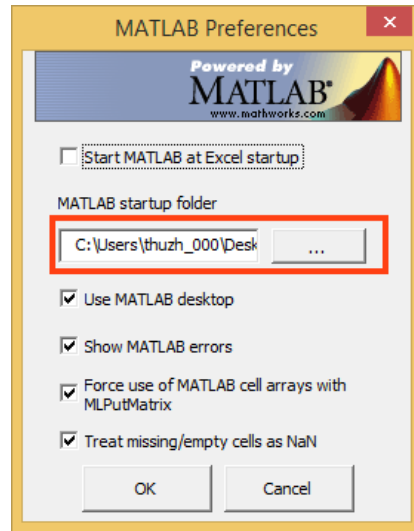 MATLAB Preferences
Powered by
MATLAB®
www.mathworks.com
Start MATLAB at Excel startup
MATLAB startup folder
C:\Users\thuzh_000\Desk
...
Use MATLAB desktop
Show MATLAB errors
Force use of MATLAB cell arrays with
MLPutMatrix
Treat missing/empty cells as NaN
OK Cancel